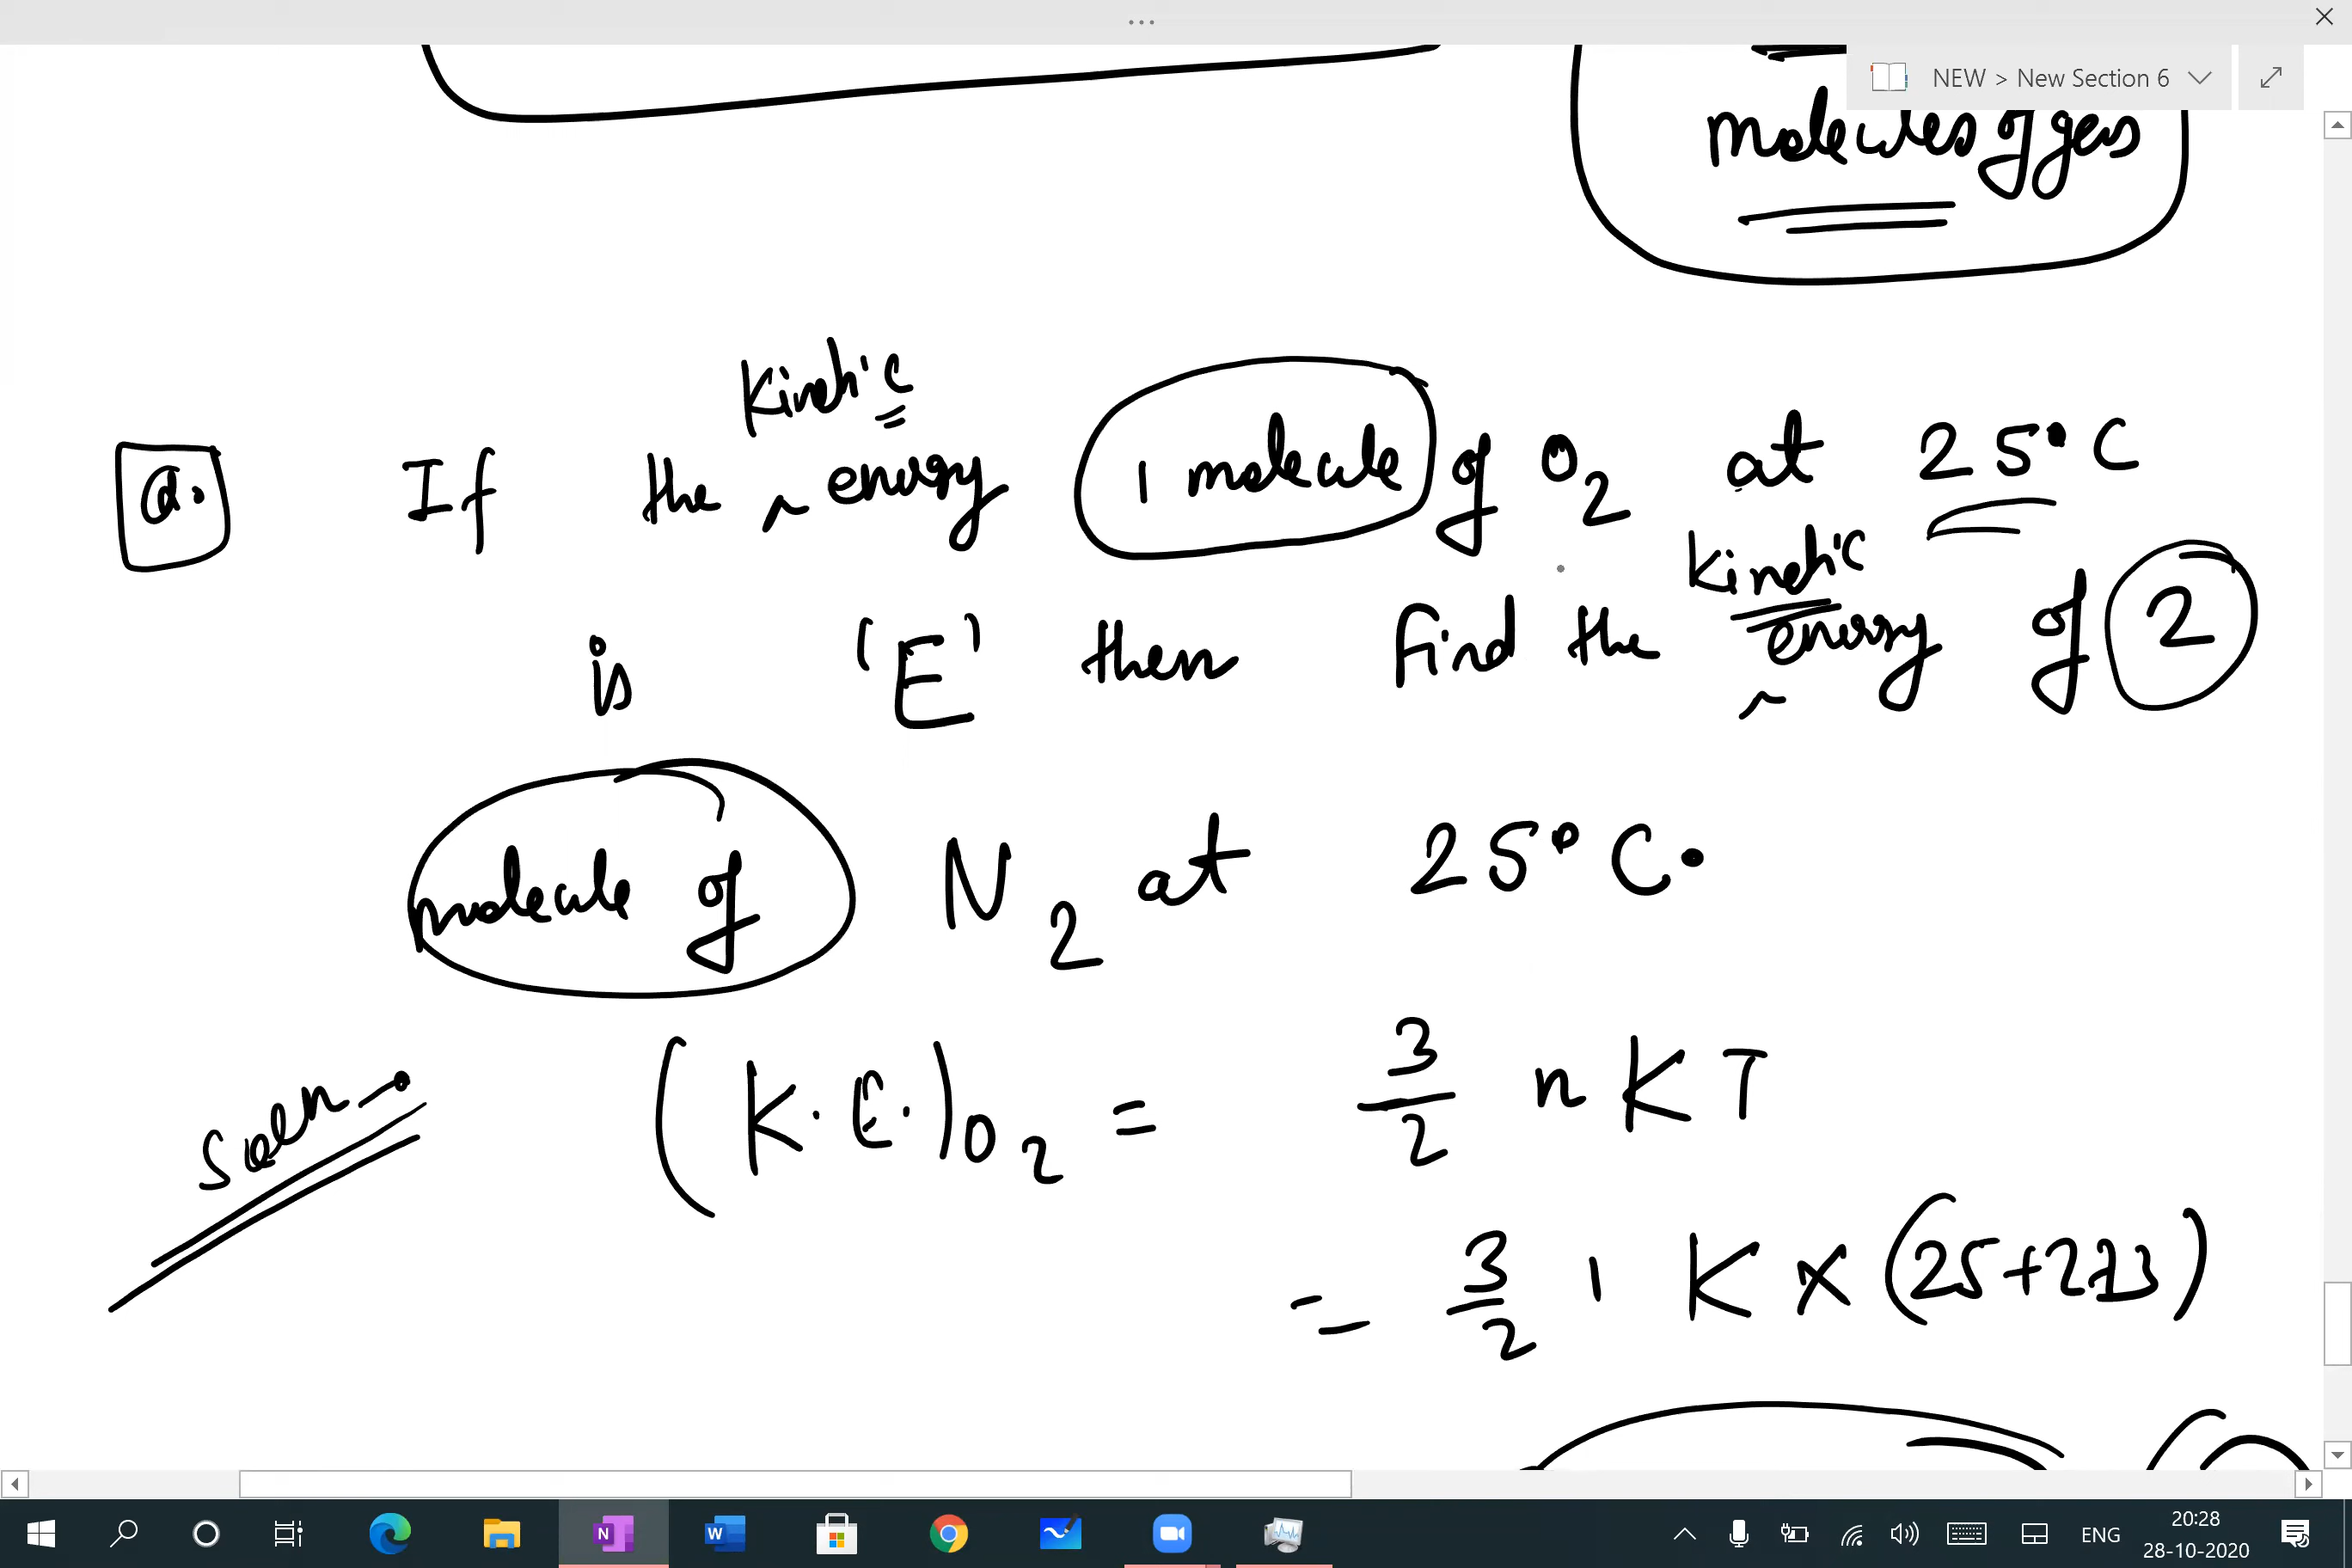 NEW > New Section 6
molecules of gas
Q. If the kinetic energy 1 molecule of O2 at 25°C
is 'E' then find the kinetic energy of 2
molecule of N2 at 25°C.
Soln (K.E.)O2 = 3/2 n K T
= 3/2 1 K × (25+273)
ENG
20:28
28-10-2020